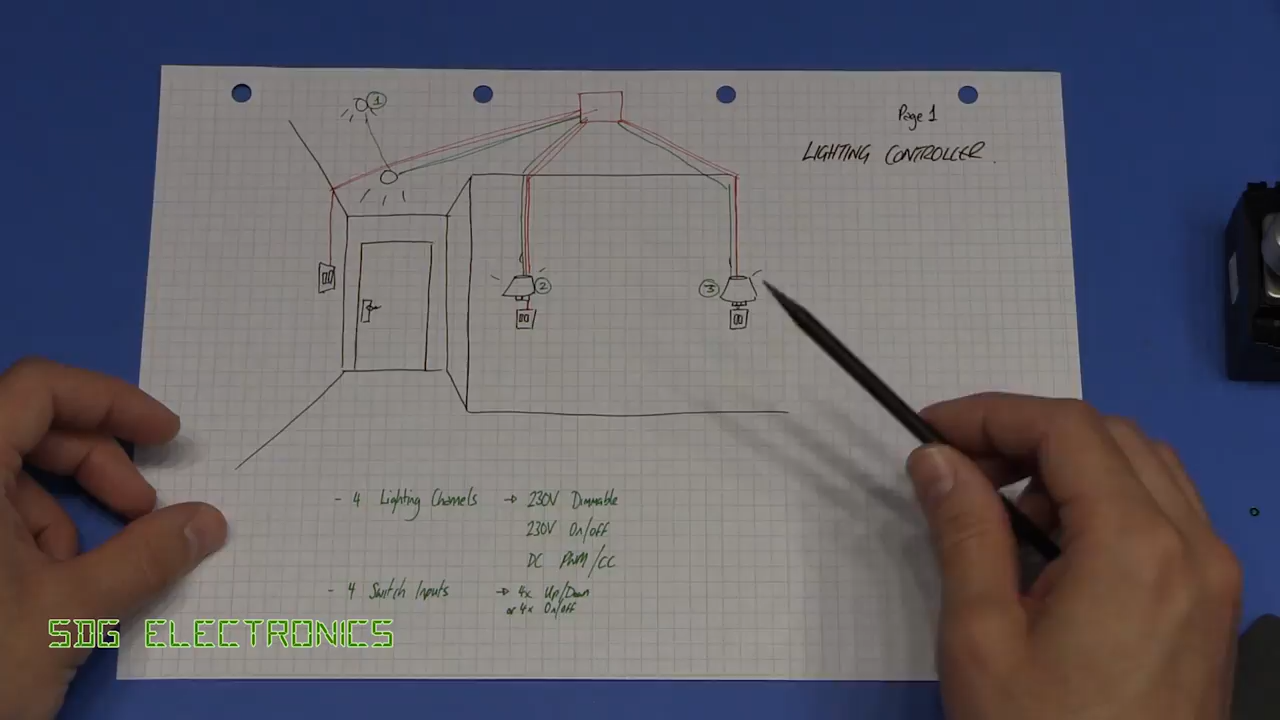 Page 1
LIGHTING CONTROLLER.
1
2
3
- 4 Lighting Channels → 230V Dimmable
230V On/off
DC PWM/CC
- 4 Switch Inputs → 4x Up/Down
or 4x On/off
SDG ELECTRONICS